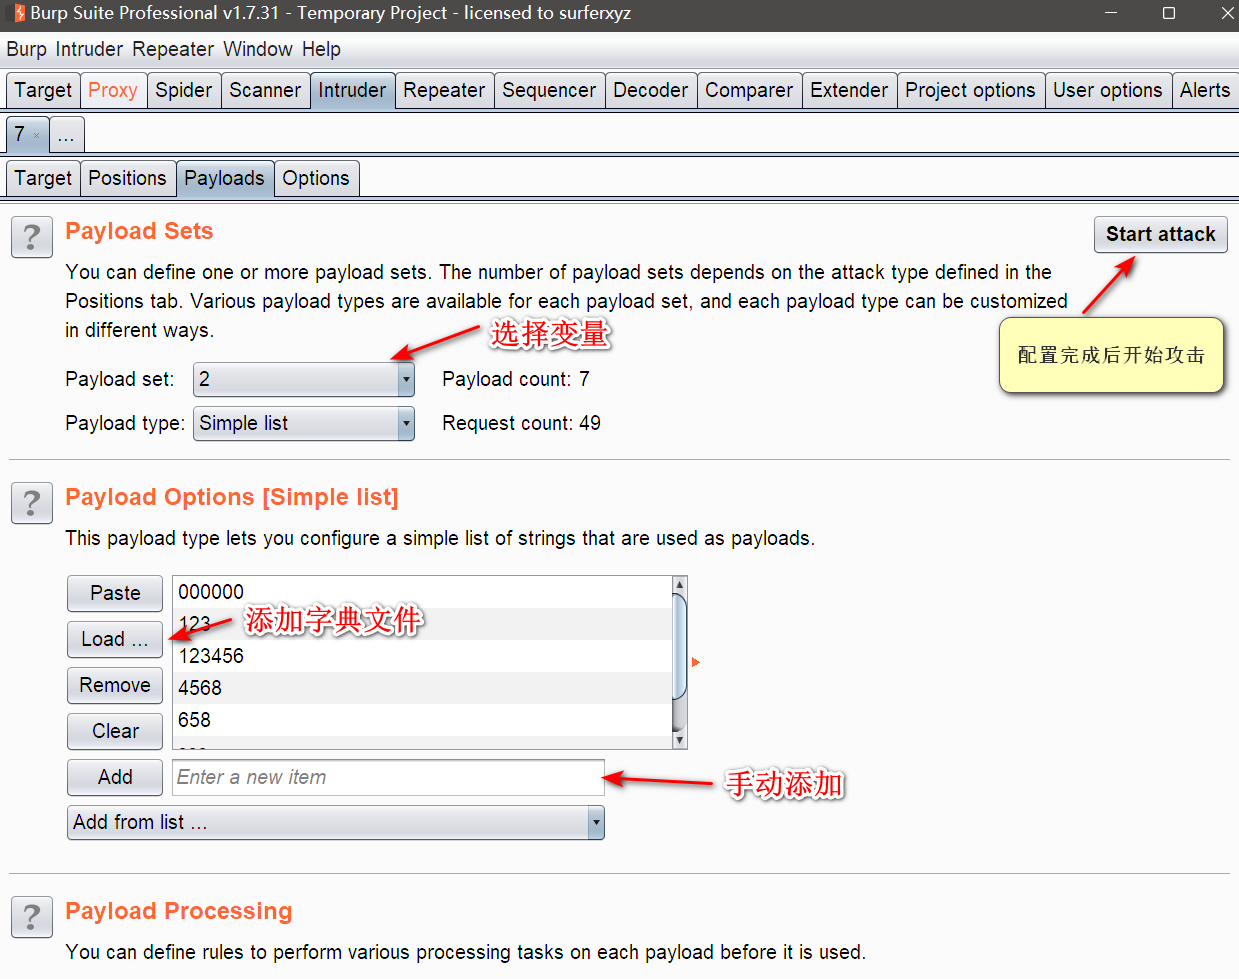 Burp Suite Professional v1.7.31 - Temporary Project - licensed to surferxyz
Burp Intruder Repeater Window Help
Target Proxy Spider Scanner Intruder Repeater Sequencer Decoder Comparer Extender Project options User options Alerts
7 × ...
Target Positions Payloads Options
? Payload Sets
Start attack
You can define one or more payload sets. The number of payload sets depends on the attack type defined in the
Positions tab. Various payload types are available for each payload set, and each payload type can be customized
in different ways.
选择变量
配置完成后开始攻击
Payload set: 2 Payload count: 7
Payload type: Simple list Request count: 49
? Payload Options [Simple list]
This payload type lets you configure a simple list of strings that are used as payloads.
Paste
000000
123
添加字典文件
Load ...
123456
Remove
4568
658
Clear
Add
Enter a new item
手动添加
Add from list ...
? Payload Processing
You can define rules to perform various processing tasks on each payload before it is used.